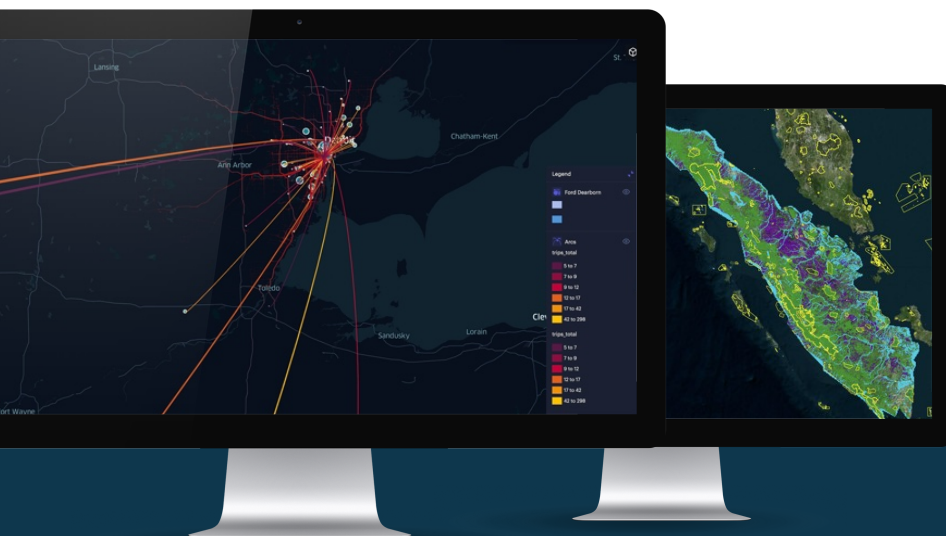 Lansing
St.
Chatham-Kent
Ann Arbor
Legend
Ford Dearborn
Arcs
trips_total
5 to 7
7 to 9
9 to 12
12 to 17
17 to 42
42 to 298
Toledo
Cle
Sandusky
Lorain
trips_total
5 to 7
7 to 9
9 to 12
12 to 17
17 to 42
42 to 298
ort Wayne